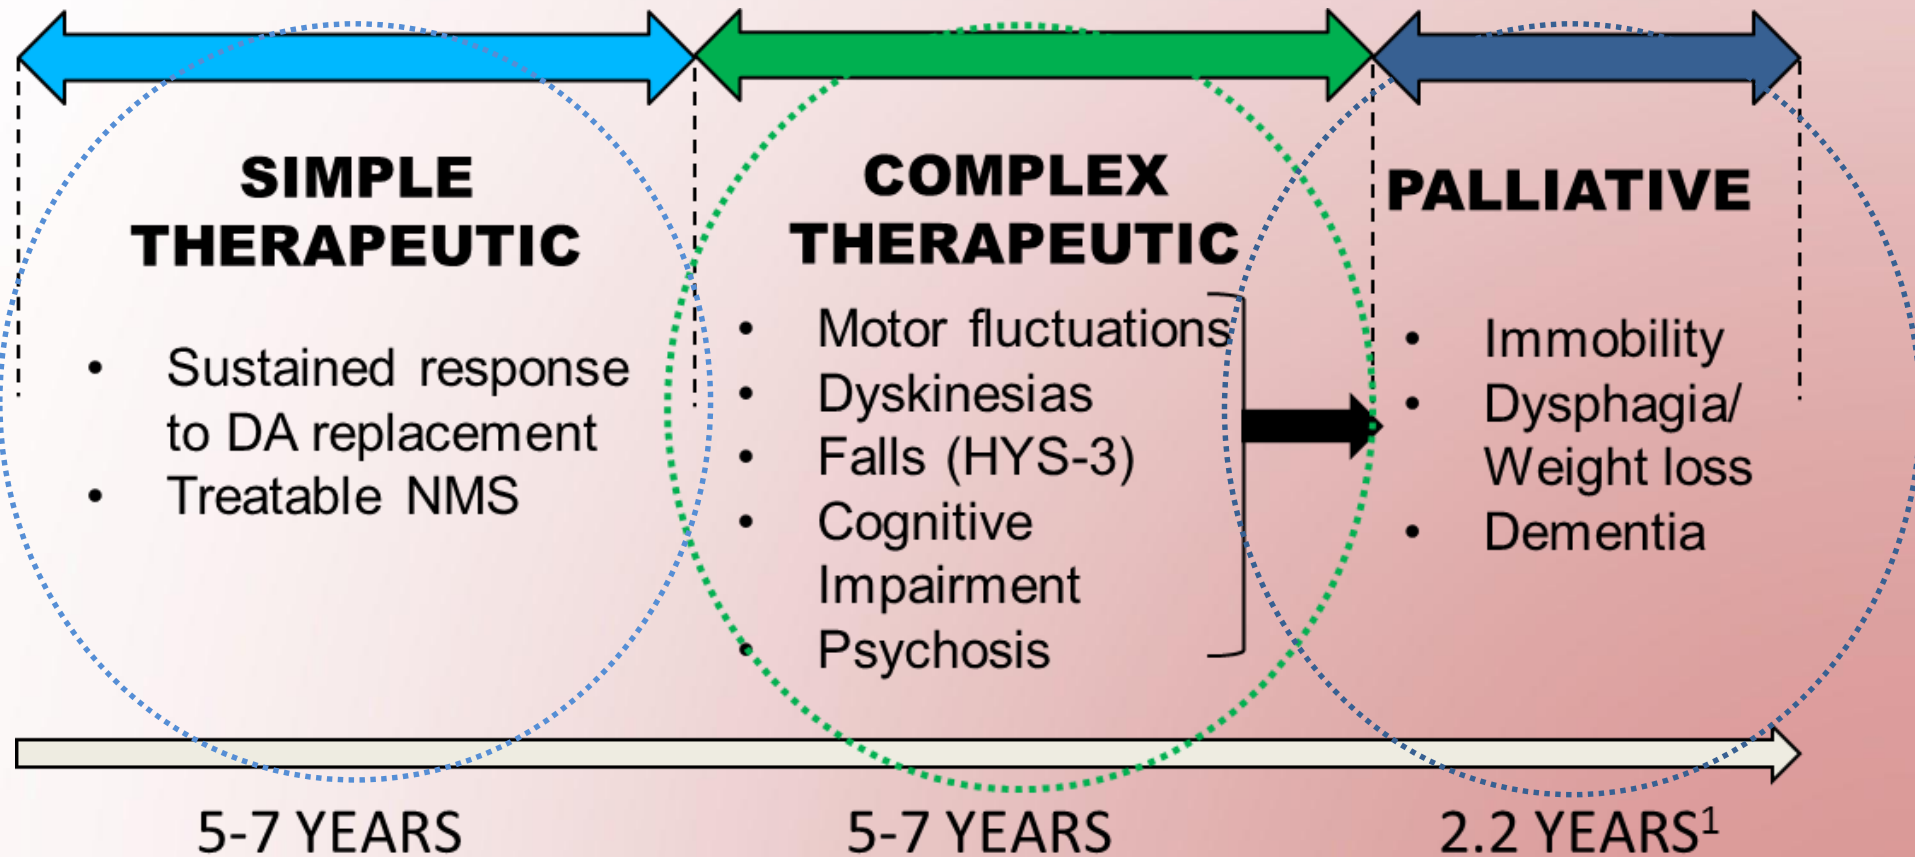 SIMPLE
THERAPEUTIC
• Sustained response
to DA replacement
• Treatable NMS
5-7 YEARS
COMPLEX
THERAPEUTIC
• Motor fluctuations
• Dyskinesias
• Falls (HYS-3)
• Cognitive
Impairment
• Psychosis
5-7 YEARS
PALLIATIVE
• Immobility
• Dysphagia/
Weight loss
• Dementia
2.2 YEARS¹